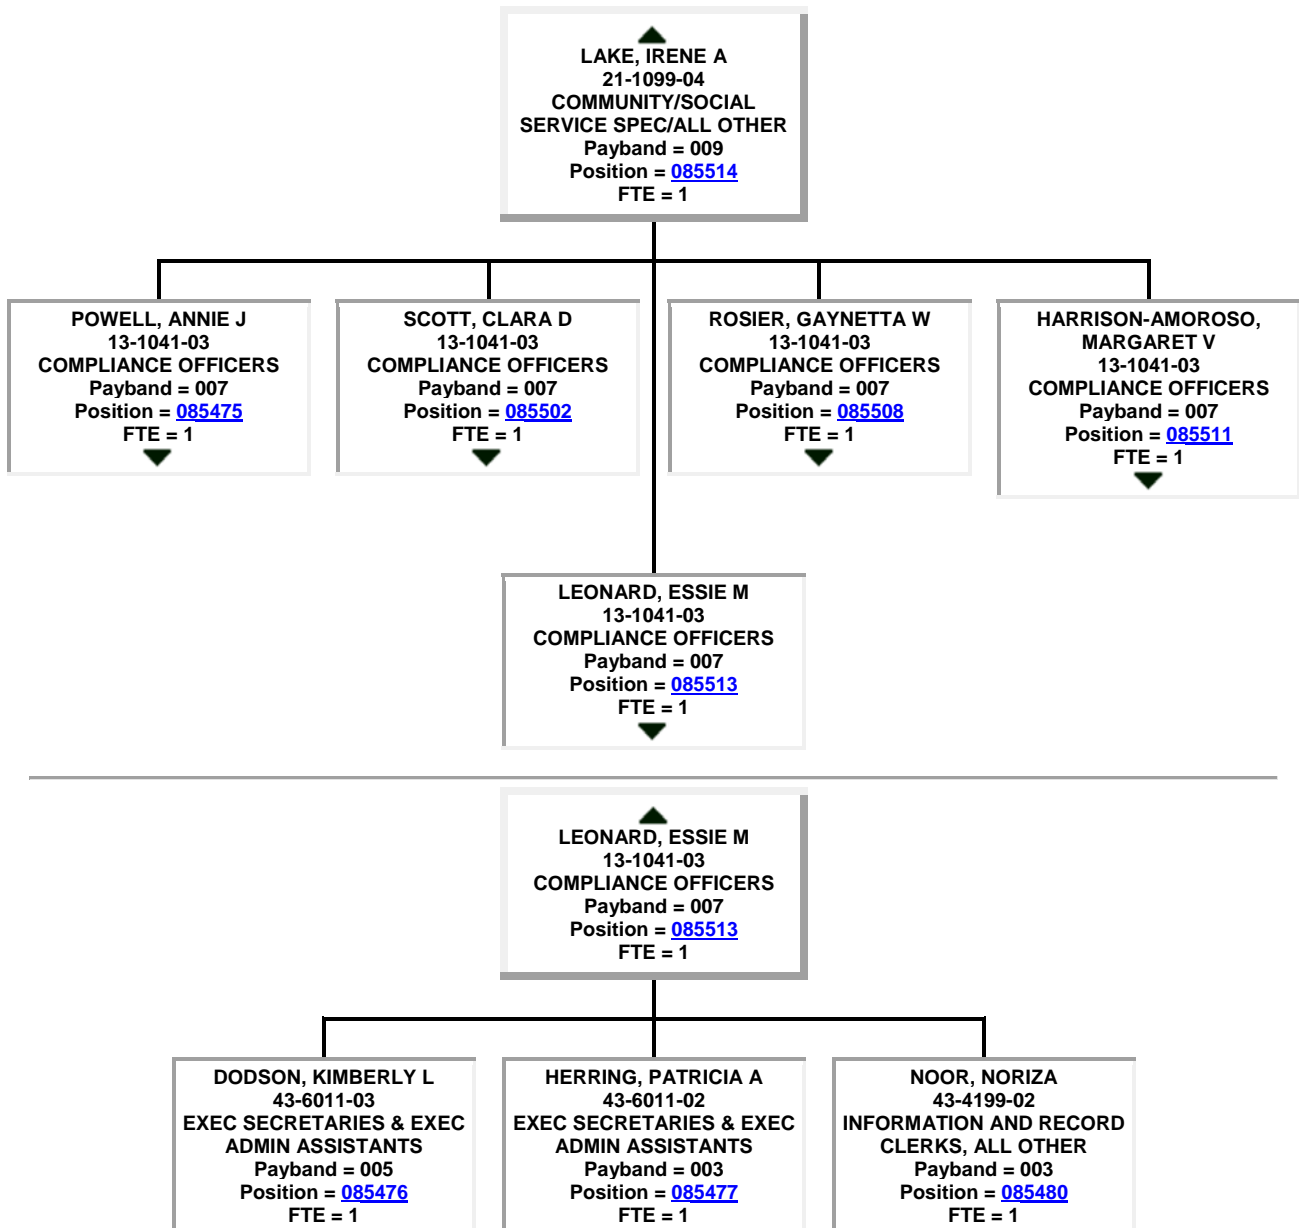 LAKE, IRENE A
21-1099-04
COMMUNITY/SOCIAL
SERVICE SPEC/ALL OTHER
Payband = 009
Position = 085514
FTE = 1
POWELL, ANNIE J
13-1041-03
COMPLIANCE OFFICERS
Payband = 007
Position = 085475
FTE = 1
SCOTT, CLARA D
13-1041-03
COMPLIANCE OFFICERS
Payband = 007
Position = 085502
FTE = 1
ROSIER, GAYNETTA W
13-1041-03
COMPLIANCE OFFICERS
Payband = 007
Position = 085508
FTE = 1
HARRISON-AMOROSO,
MARGARET V
13-1041-03
COMPLIANCE OFFICERS
Payband = 007
Position = 085511
FTE = 1
LEONARD, ESSIE M
13-1041-03
COMPLIANCE OFFICERS
Payband = 007
Position = 085513
FTE = 1
LEONARD, ESSIE M
13-1041-03
COMPLIANCE OFFICERS
Payband = 007
Position = 085513
FTE = 1
DODSON, KIMBERLY L
43-6011-03
EXEC SECRETARIES & EXEC
ADMIN ASSISTANTS
Payband = 005
Position = 085476
FTE = 1
HERRING, PATRICIA A
43-6011-02
EXEC SECRETARIES & EXEC
ADMIN ASSISTANTS
Payband = 003
Position = 085477
FTE = 1
NOOR, NORIZA
43-4199-02
INFORMATION AND RECORD
CLERKS, ALL OTHER
Payband = 003
Position = 085480
FTE = 1